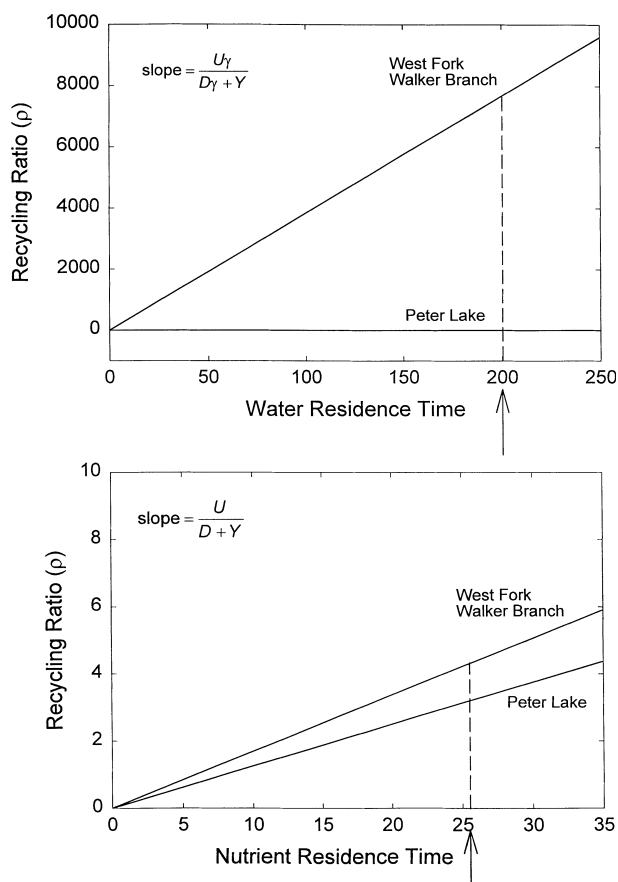 10000
8000
6000
4000
2000
0
Recycling Ratio (ρ)
slope = Uγ / Dγ + Y
West Fork
Walker Branch
Peter Lake
0 50 100 150 200 250
Water Residence Time
10
8
6
4
2
0
Recycling Ratio (ρ)
slope = U / D + Y
West Fork
Walker Branch
Peter Lake
0 5 10 15 20 25 30 35
Nutrient Residence Time